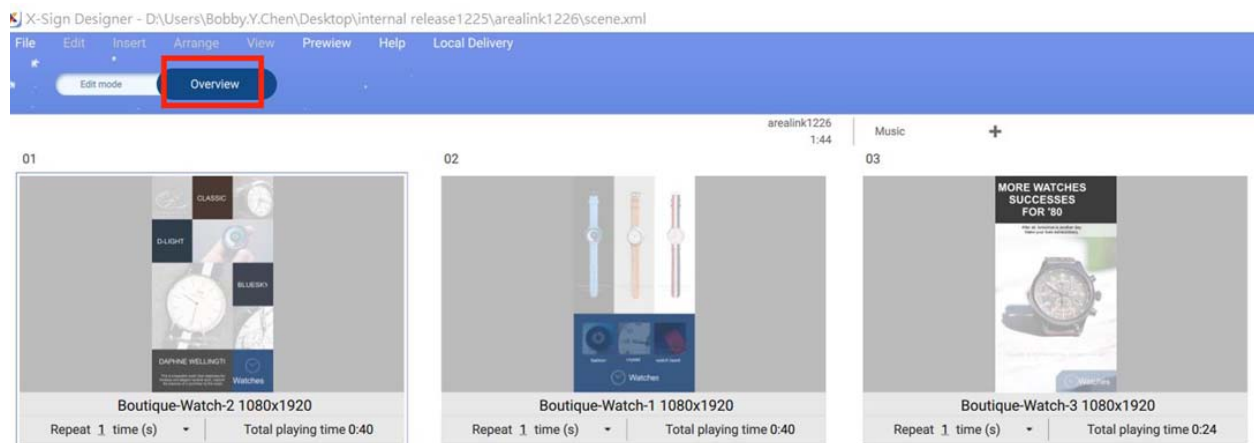 X-Sign Designer - D:\Users\Bobby.Y.Chen\Desktop\internal release1225\arealink1226\scene.xml
File Edit Insert Arrange View Prewiew Help Local Delivery
Edit mode Overview
arealink1226
1:44
Music +
01 02 03
CLASSIC
D-LIGHT
DAPHNE WELLINGT
Watches
Watches
MORE WATCHES
SUCCESSES
FOR '80
Watches
Boutique-Watch-2 1080x1920 Boutique-Watch-1 1080x1920 Boutique-Watch-3 1080x1920
Repeat 1 time (s) Total playing time 0:40 Repeat 1 time (s) Total playing time 0:40 Repeat 1 time (s) Total playing time 0:24